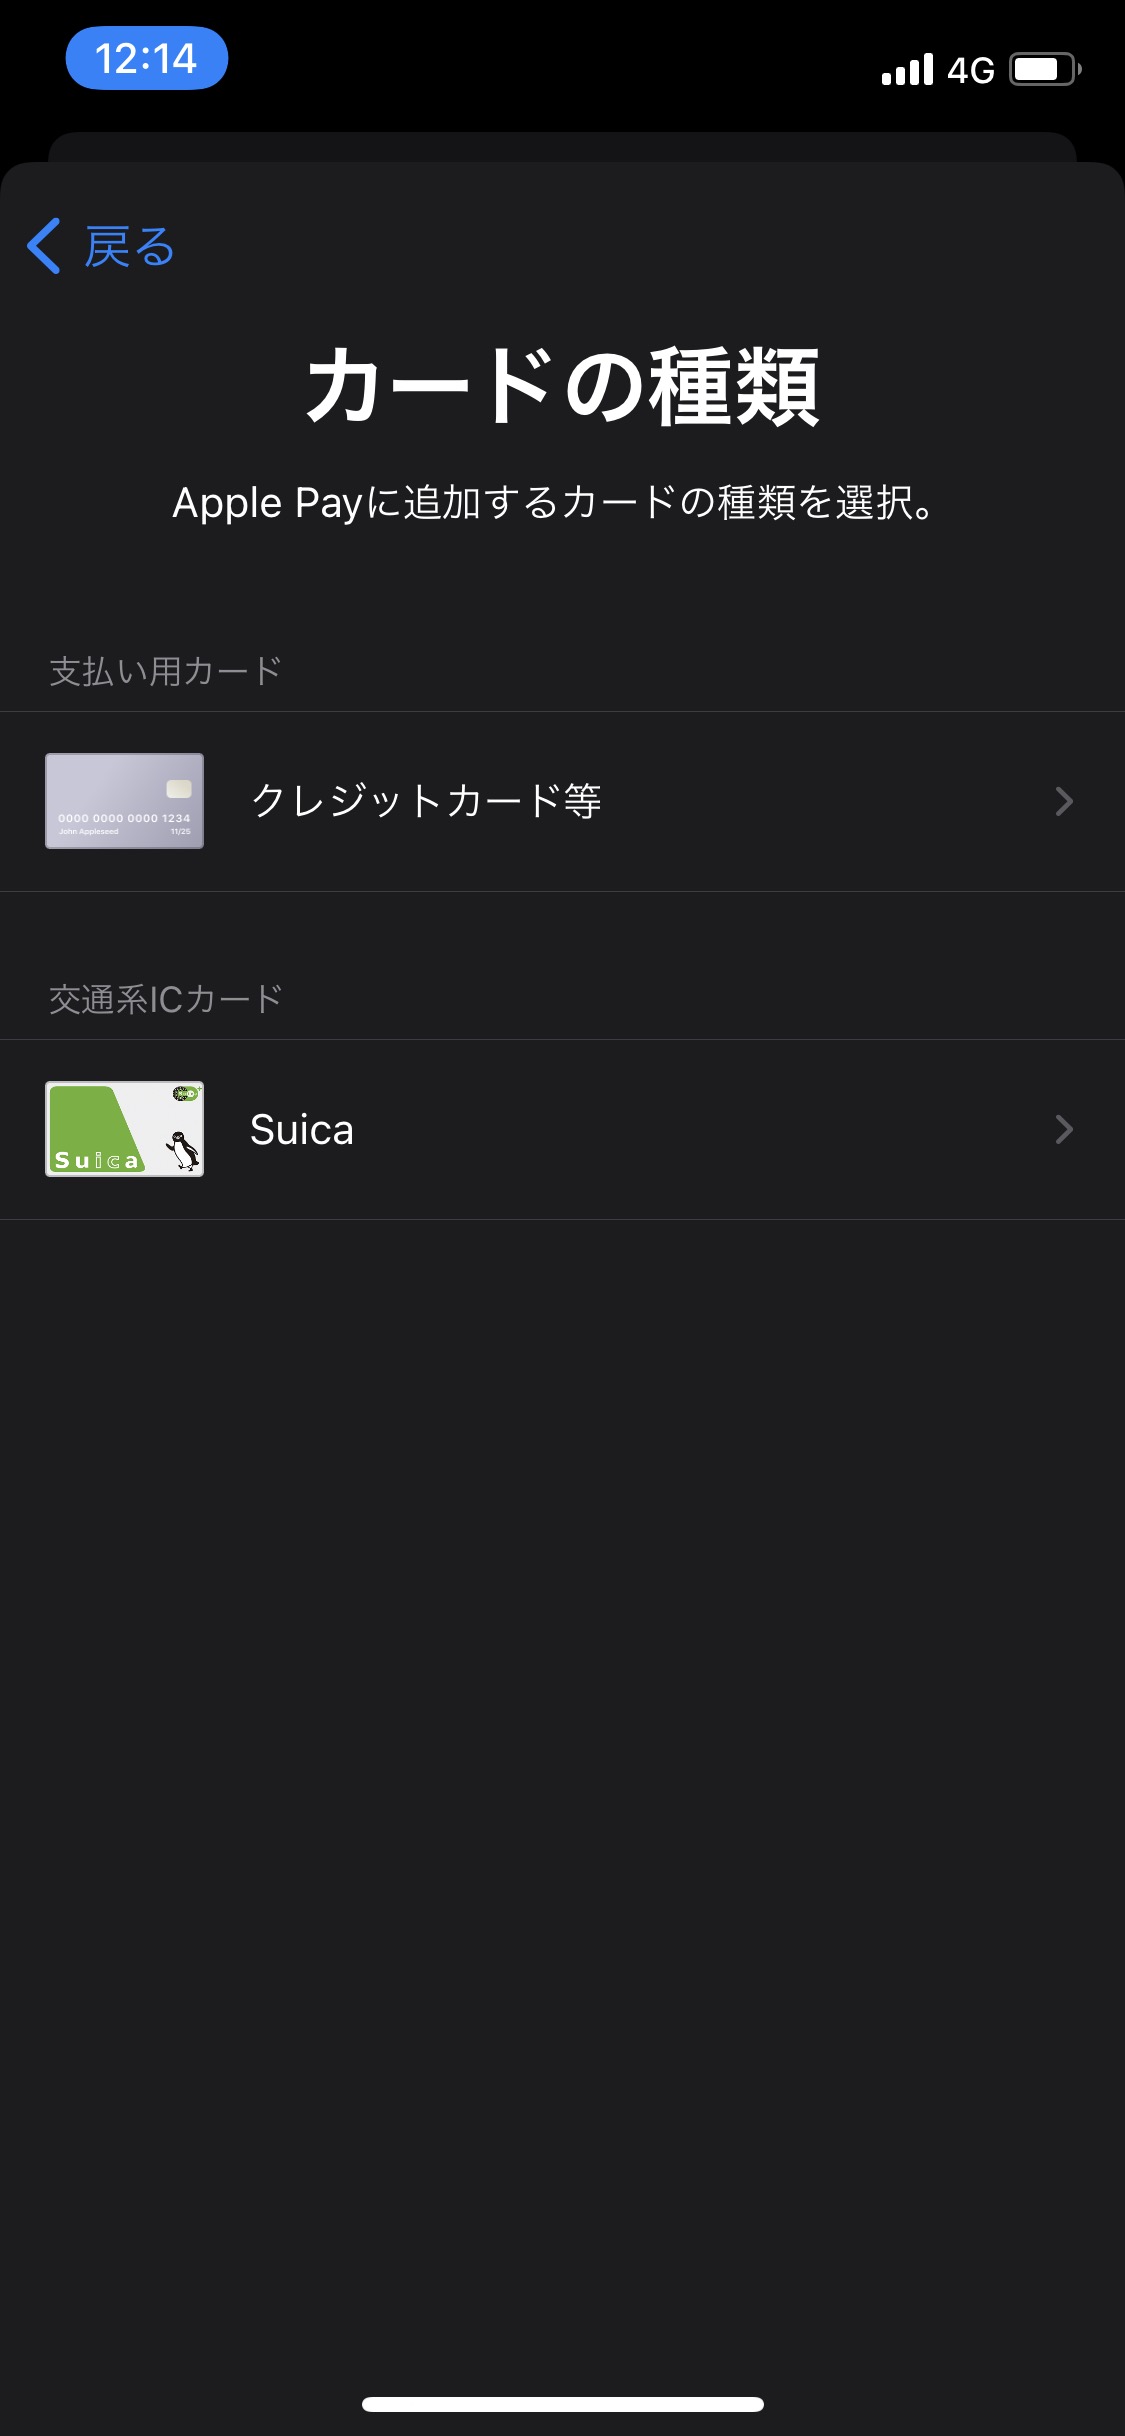 12:14
4G
戻る
カードの種類
Apple Payに追加するカードの種類を選択。
支払い用カード
0000 0000 0000 1234
John Appleseed 11/25
クレジットカード等
交通系ICカード
Suica
Suica